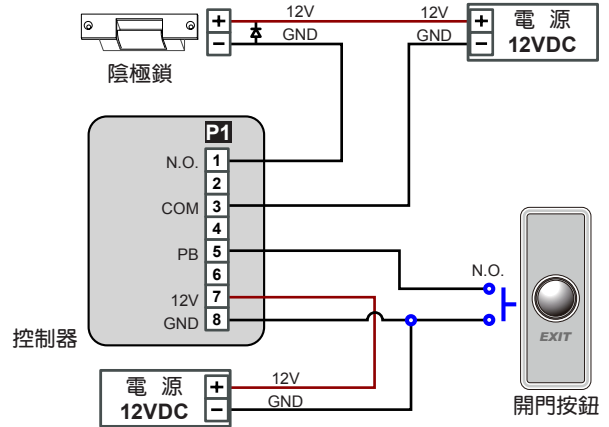 12V
12V
+
+
電 源
GND
GND
−
−
12VDC
陰極鎖
P1
N.O.
1
2
COM
3
4
PB
5
N.O.
6
12V
7
GND
8
EXIT
控制器
12V
電 源
+
GND
12VDC
−
開門按鈕